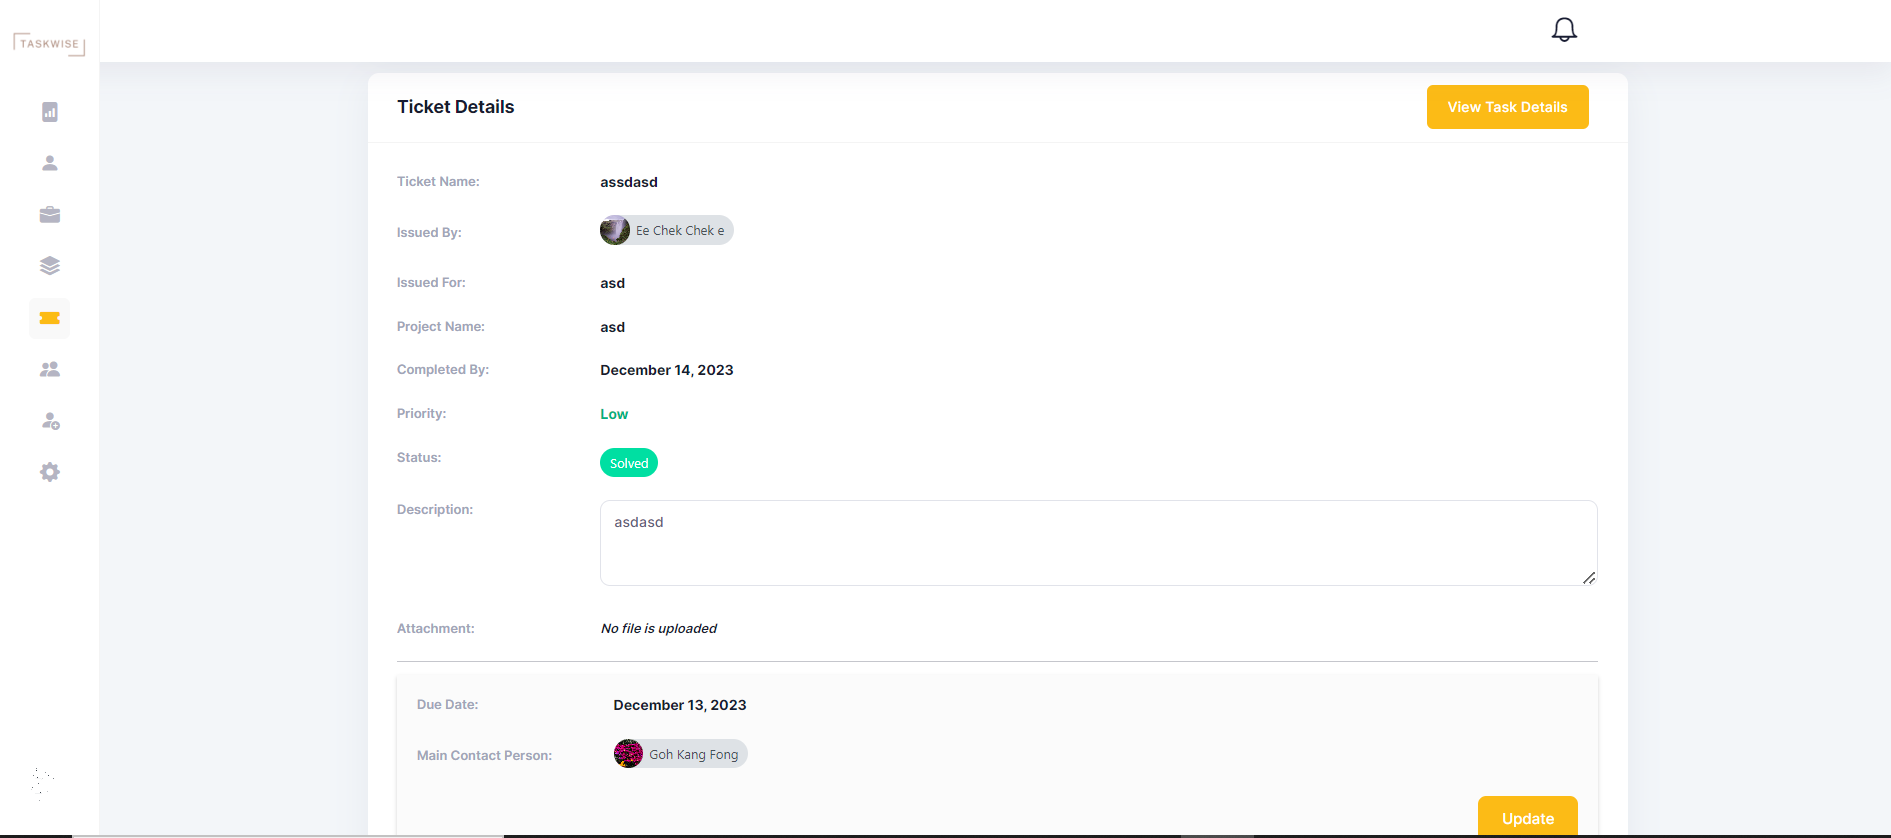 TASKWISE
Ticket Details
View Task Details
Ticket Name:
assdasd
Issued By:
Ee Chek Chek e
Issued For:
asd
Project Name:
asd
Completed By:
December 14, 2023
Priority:
Low
Status:
Solved
Description:
asdasd
Attachment:
No file is uploaded
Due Date:
December 13, 2023
Main Contact Person:
Goh Kang Fong
Update